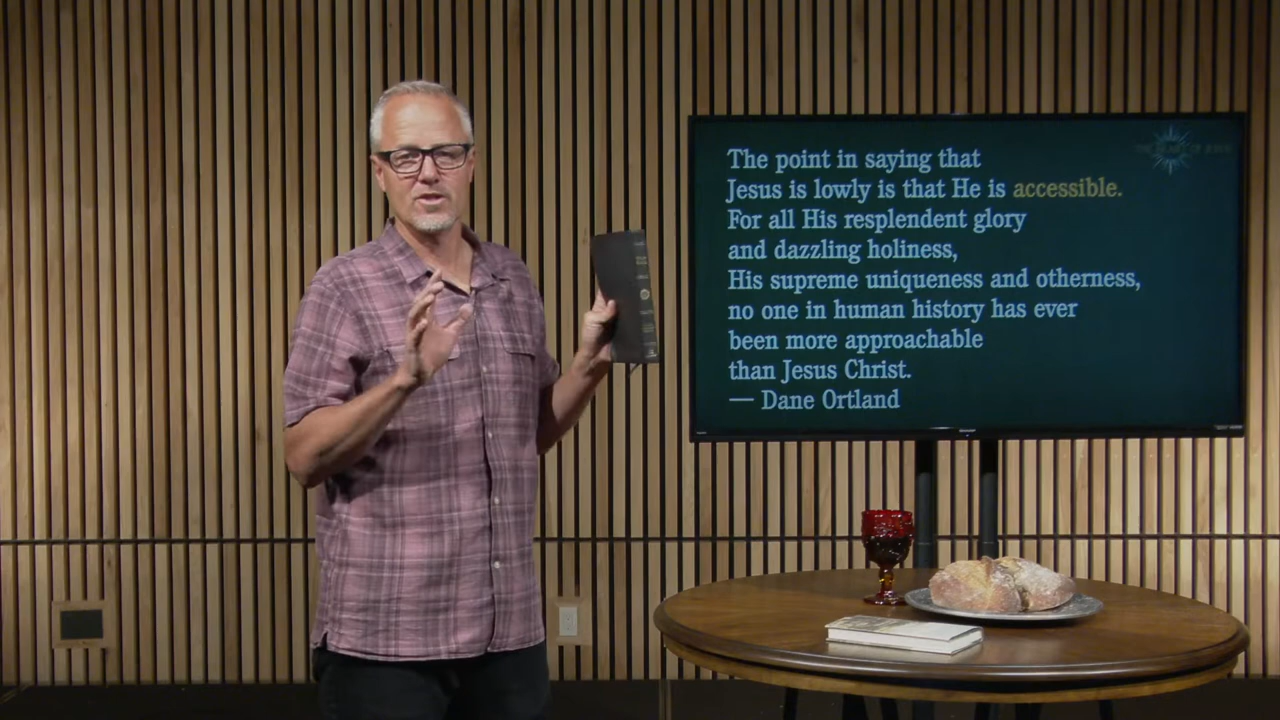 The point in saying that
Jesus is lowly is that He is accessible.
For all His resplendent glory
and dazzling holiness,
His supreme uniqueness and otherness,
no one in human history has ever
been more approachable
than Jesus Christ.
— Dane Ortland